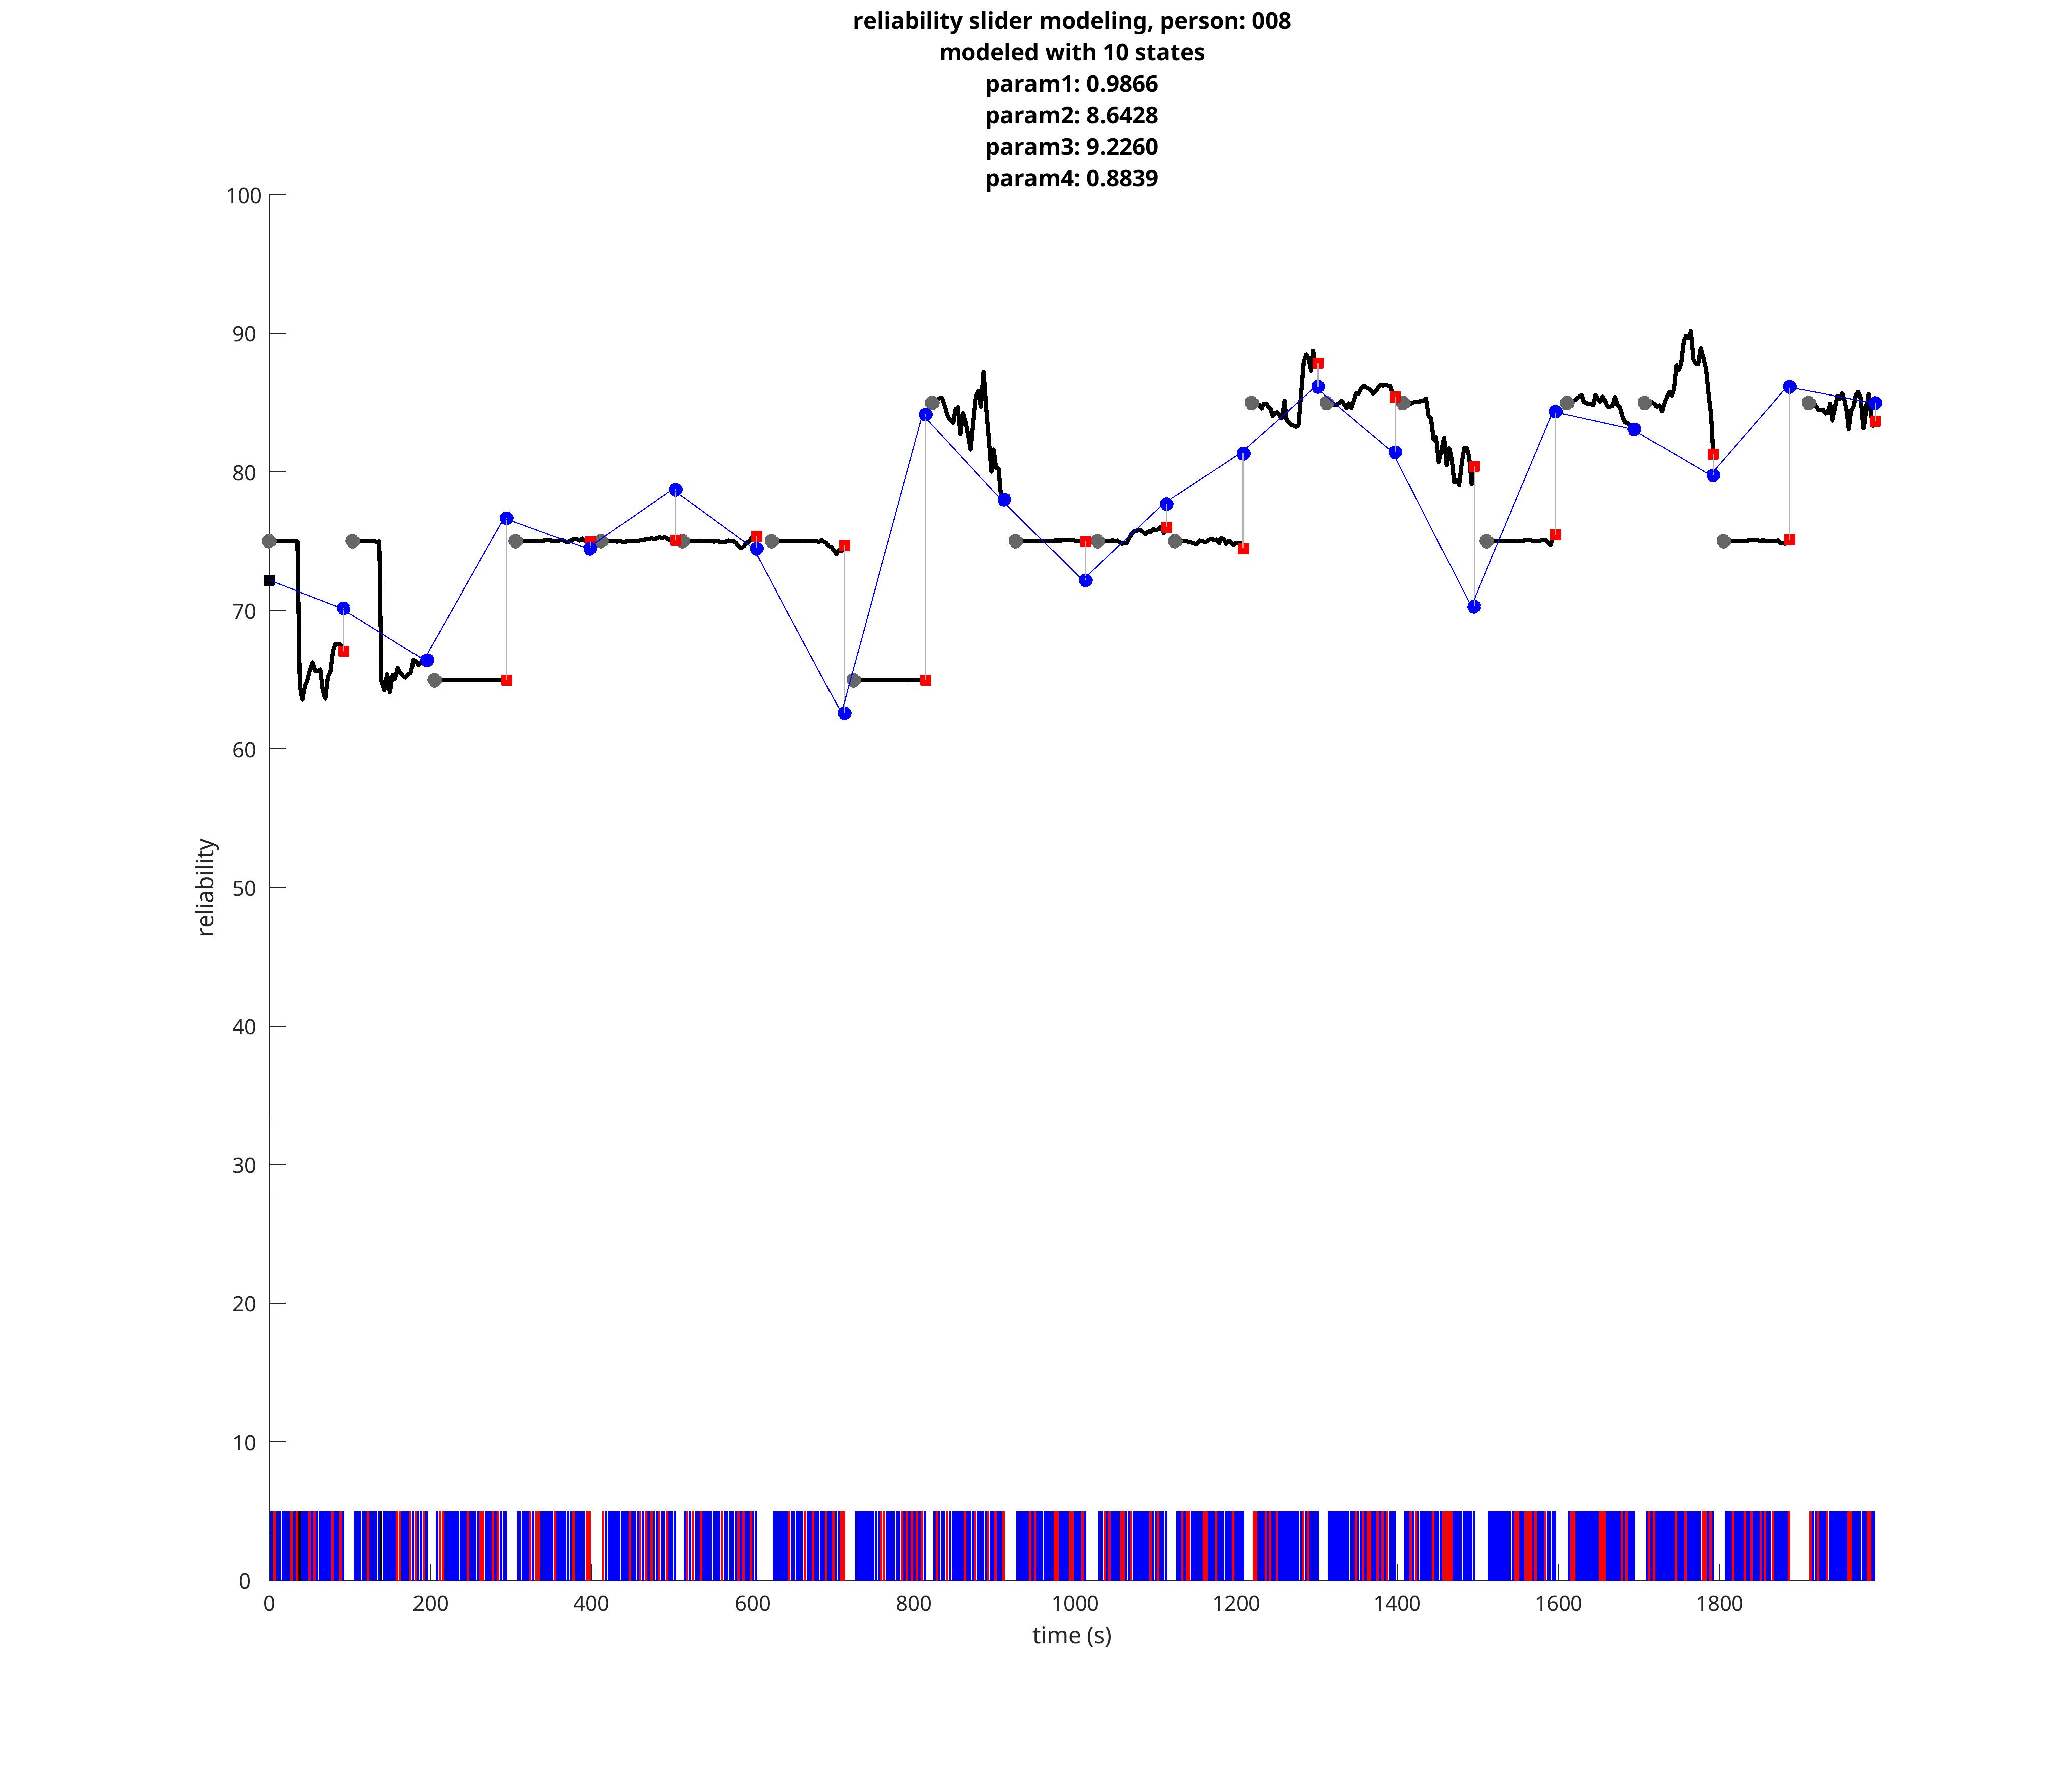 reliability slider modeling, person: 008
modeled with 10 states
param1: 0.9866
param2: 8.6428
param3: 9.2260
param4: 0.8839
100
90
80
70
60
50
40
30
20
10
0
reliability
0 200 400 600 800 1000 1200 1400 1600 1800
time (s)